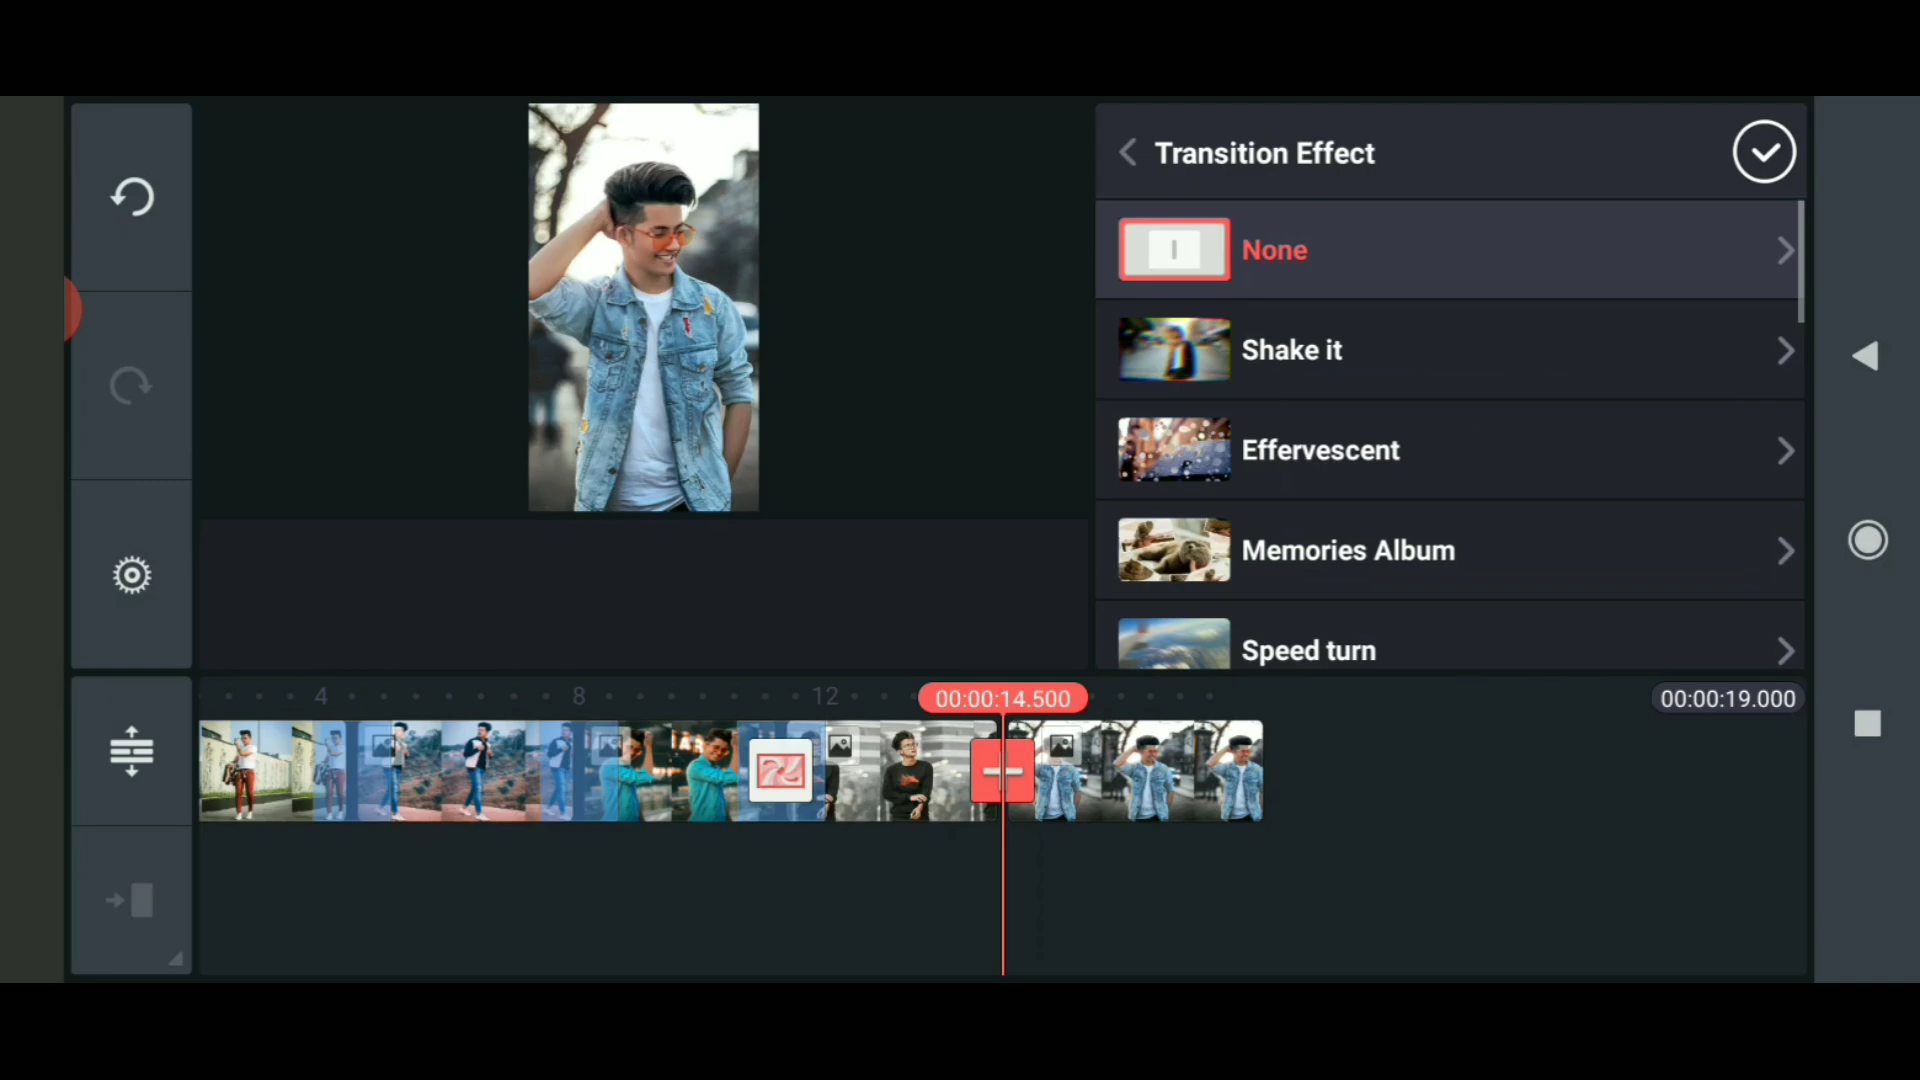 Transition Effect
None
Shake it
Effervescent
Memories Album
Speed turn
4
8
12
00:00:14.500
00:00:19.000